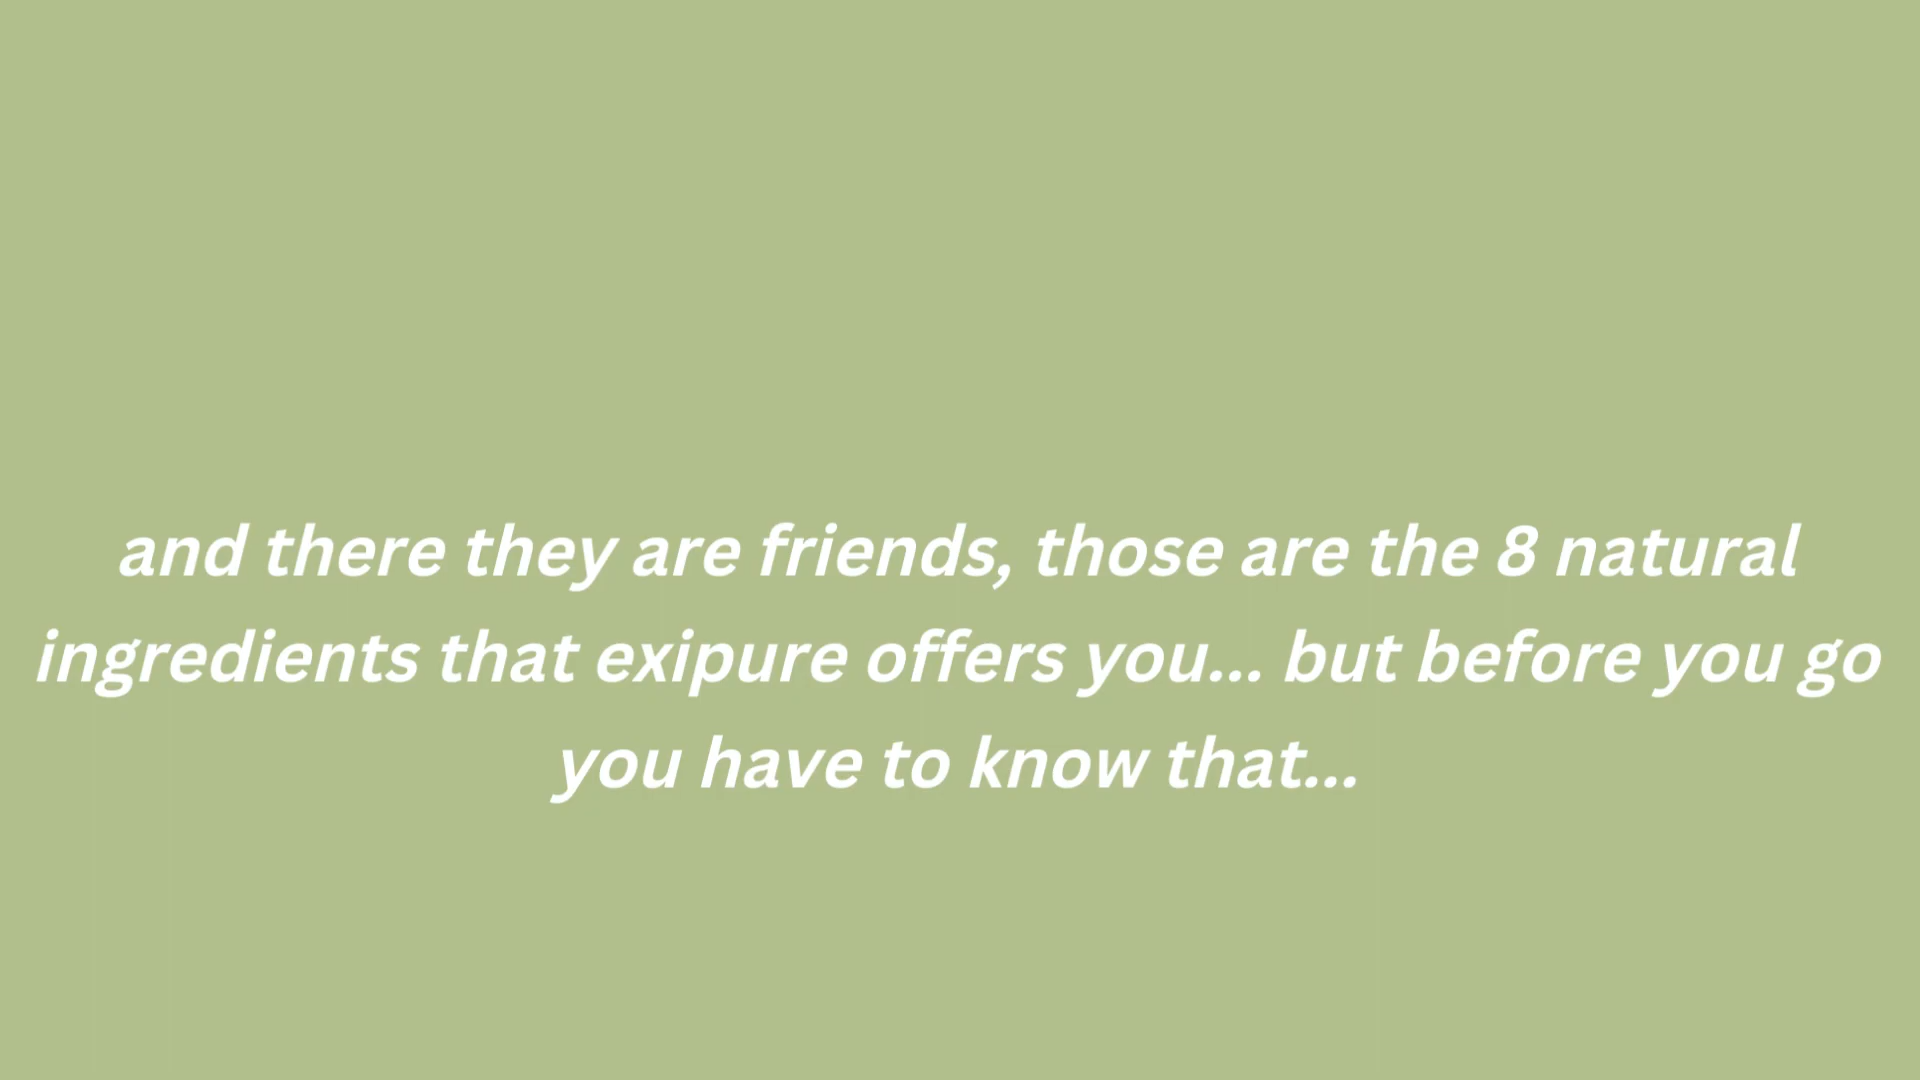 and there they are friends, those are the 8 natural
ingredients that exipure offers you... but before you go
you have to know that...